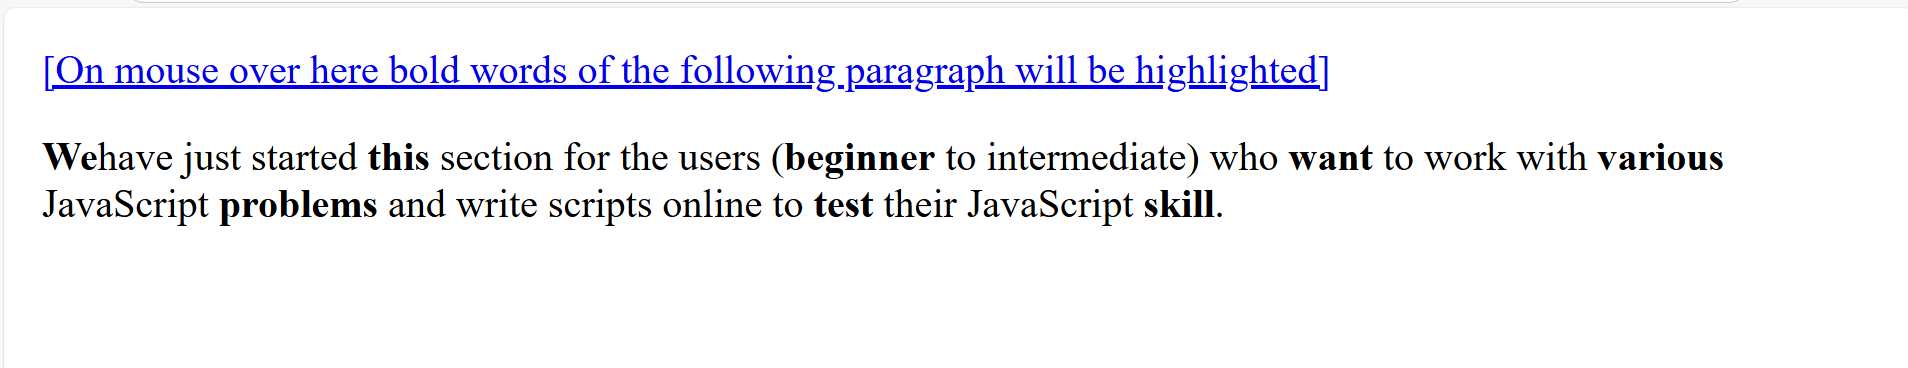 [On mouse over here bold words of the following paragraph will be highlighted]
Wehave just started this section for the users (beginner to intermediate) who want to work with various
JavaScript problems and write scripts online to test their JavaScript skill.